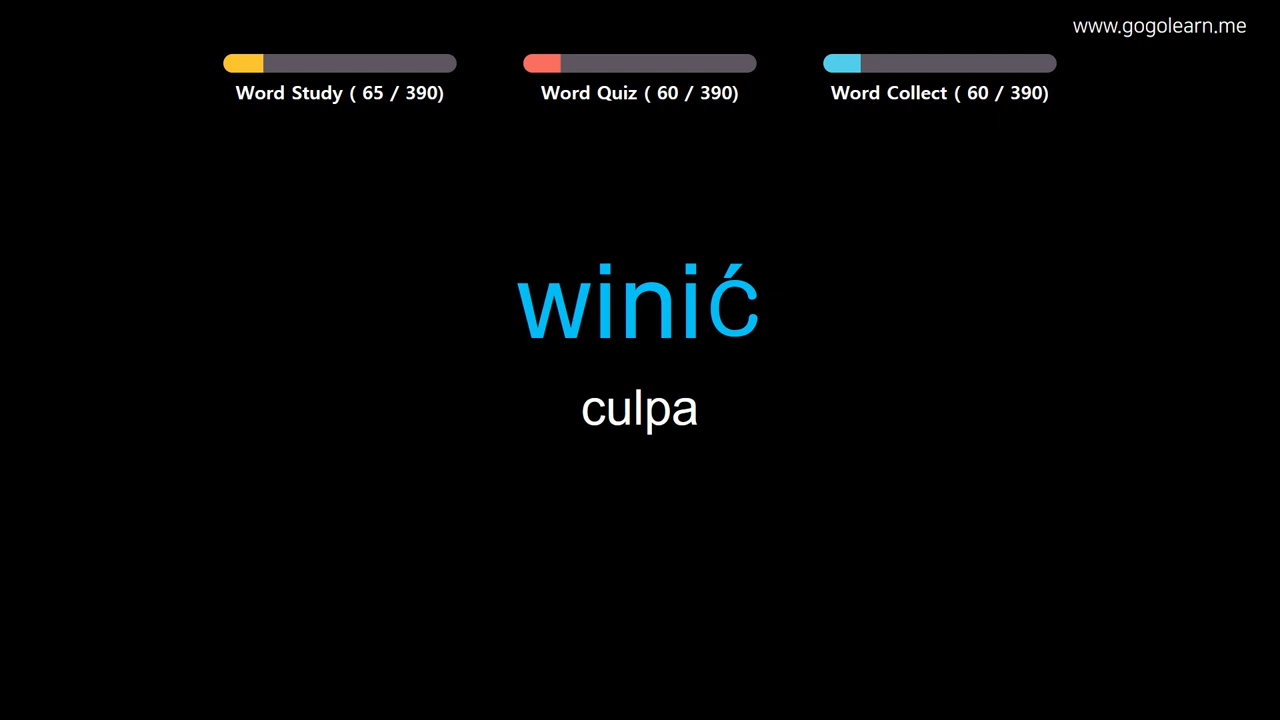 www.gogolearn.me
Word Study ( 65 / 390)
Word Quiz ( 60 / 390)
Word Collect ( 60 / 390)
winić
culpa